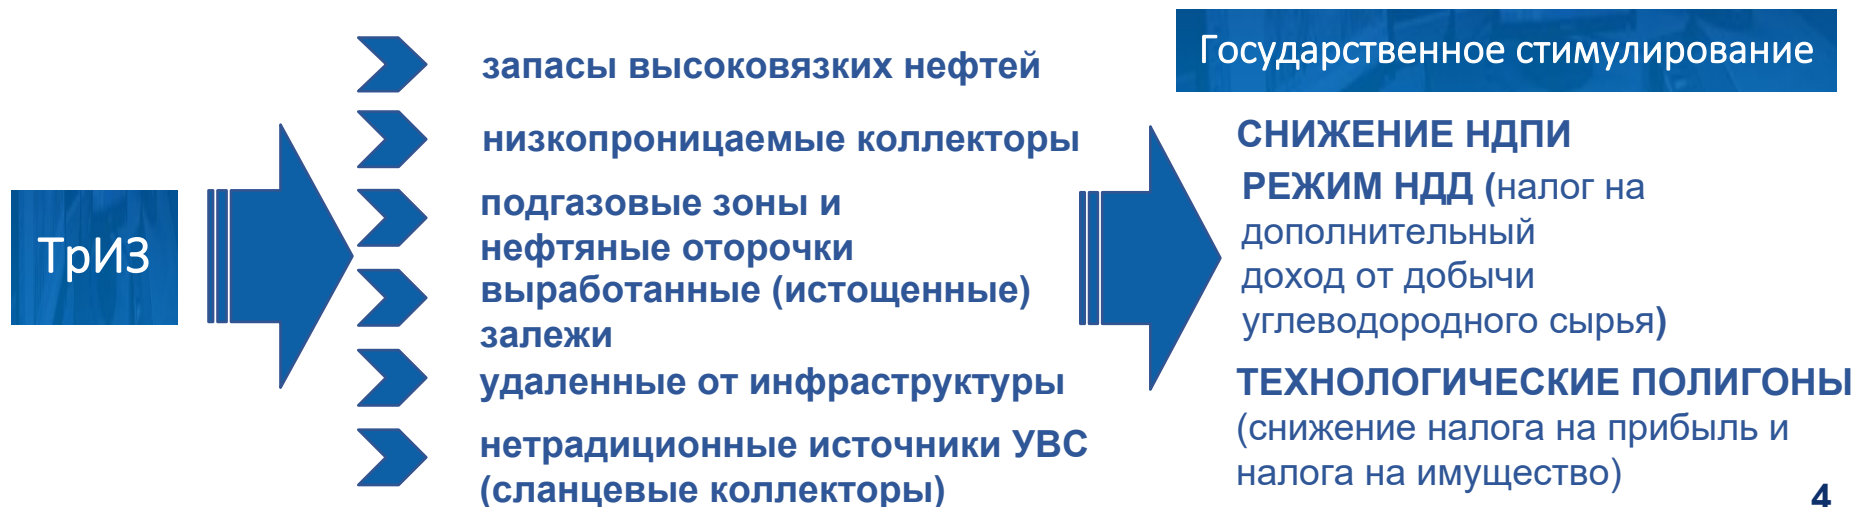 ТрИЗ
запасы высоковязких нефтей
низкопроницаемые коллекторы
подгазовые зоны и
нефтяные оторочки
выработанные (истощенные)
залежи
удаленные от инфраструктуры
нетрадиционные источники УВС
(сланцевые коллекторы)
Государственное стимулирование
СНИЖЕНИЕ НДПИ
РЕЖИМ НДД (налог на
дополнительный
доход от добычи
углеводородного сырья)
ТЕХНОЛОГИЧЕСКИЕ ПОЛИГОНЫ
(снижение налога на прибыль и
налога на имущество)
4